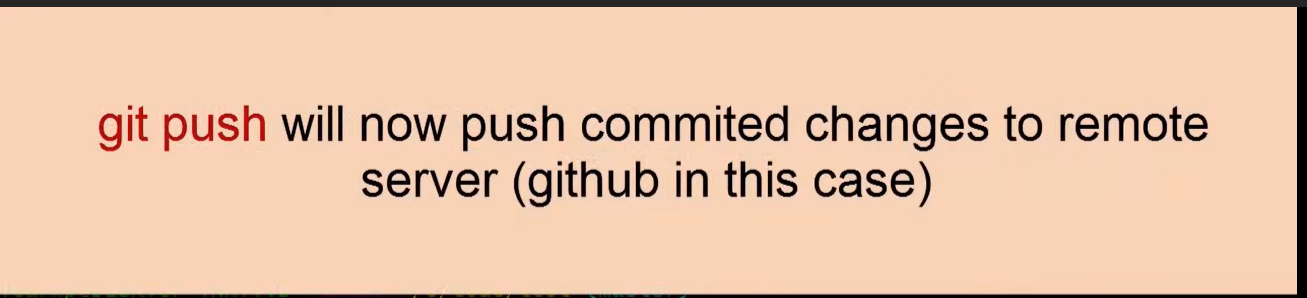 git push will now push commited changes to remote
server (github in this case)